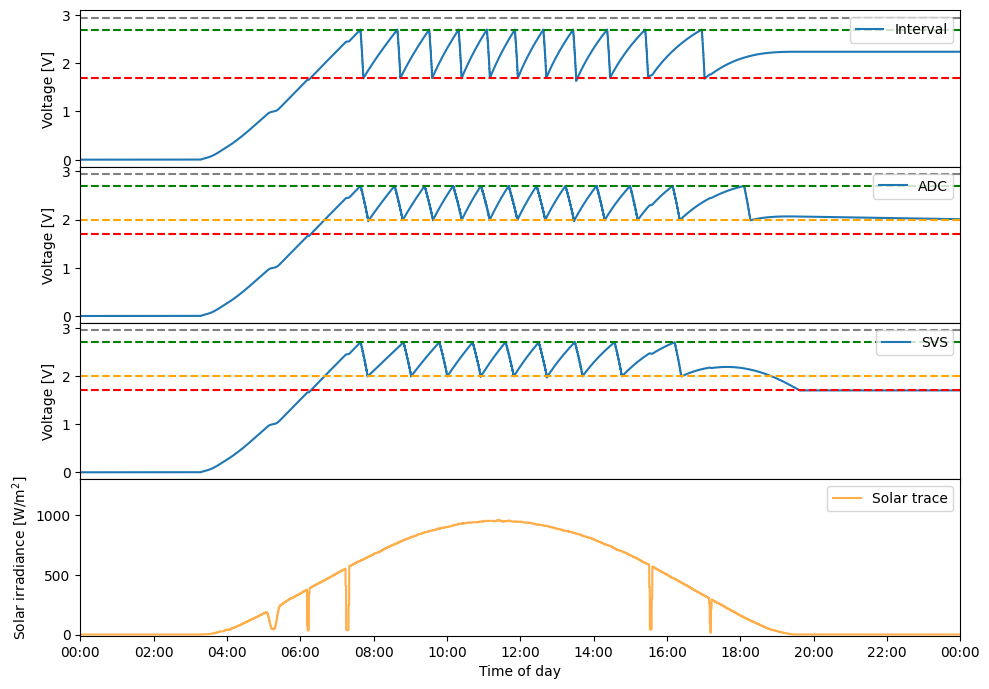 3
2
1
0
Voltage [V]
Interval
3
2
1
0
Voltage [V]
ADC
3
2
1
0
Voltage [V]
SVS
1000
500
0
Solar irradiance [W/m²]
Solar trace
00:00 02:00 04:00 06:00 08:00 10:00 12:00 14:00 16:00 18:00 20:00 22:00 00:00
Time of day